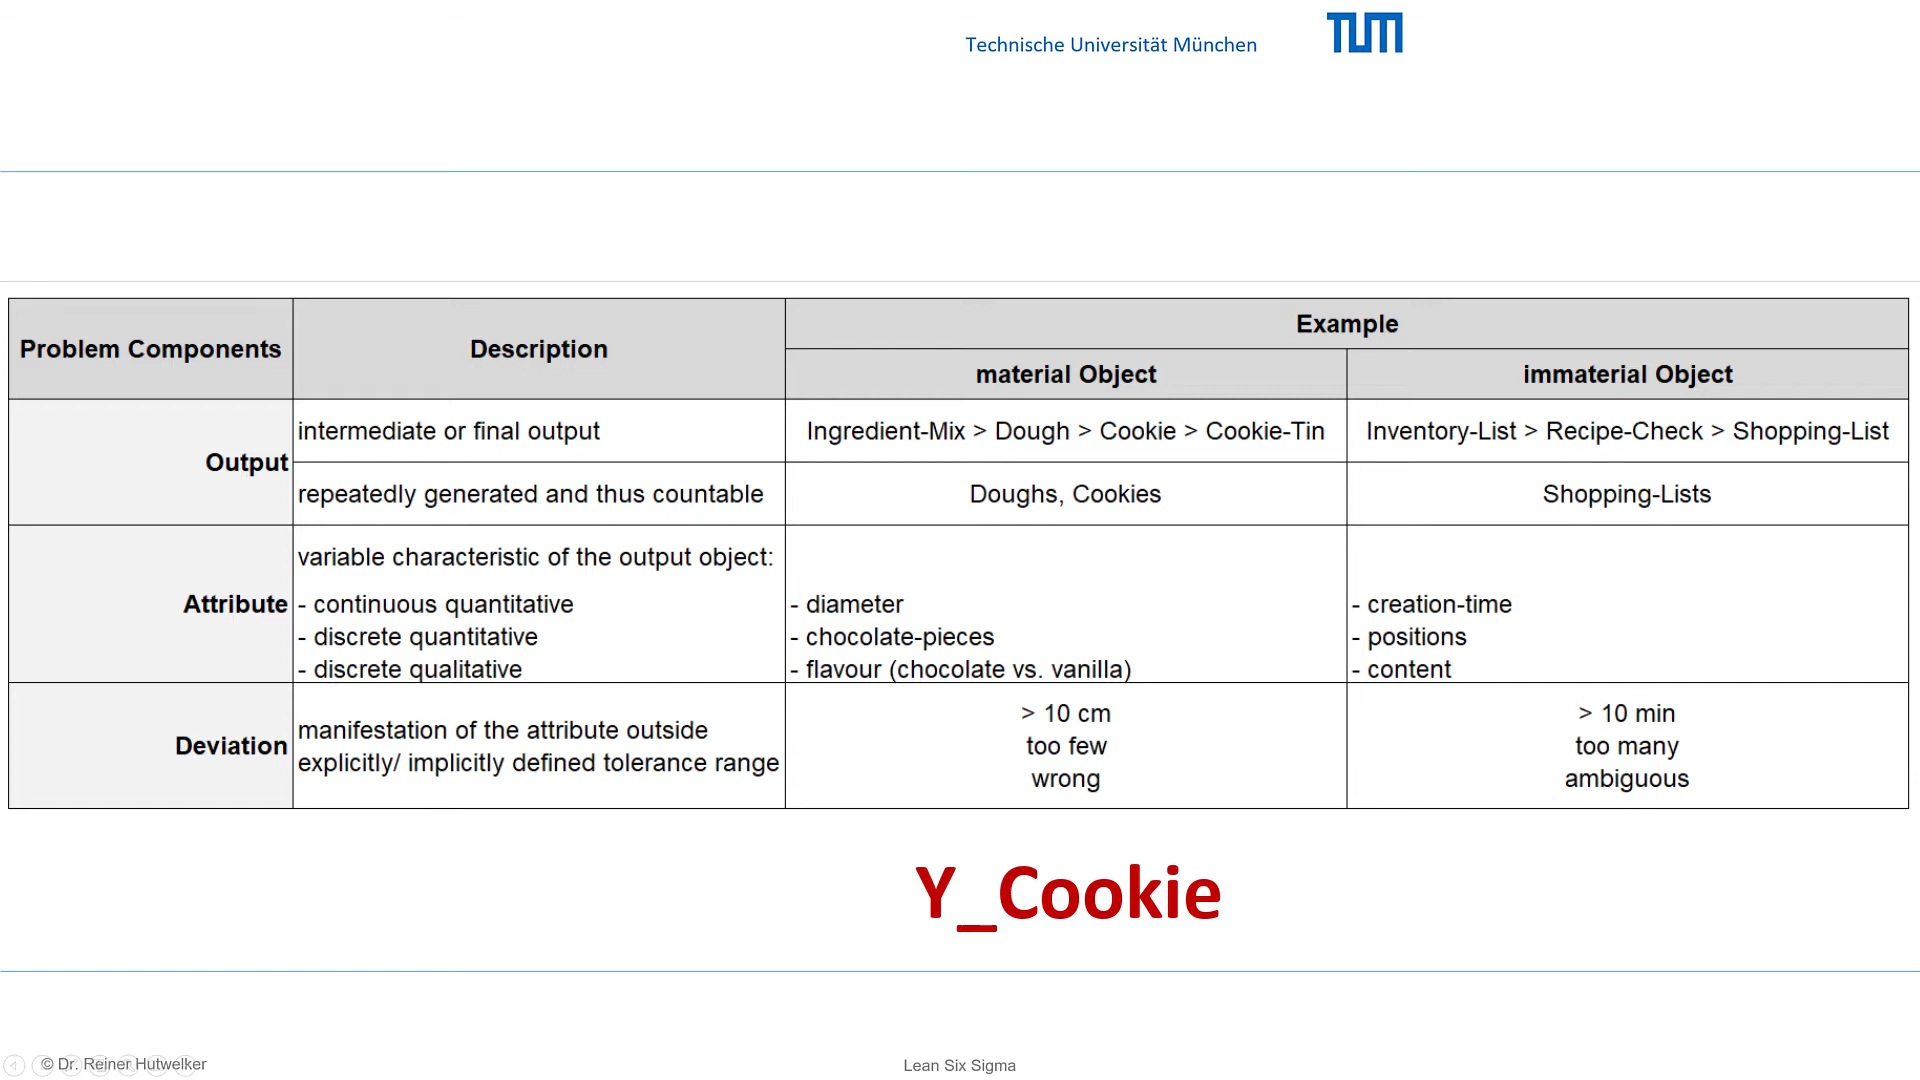 Technische Universität München
TUM
Problem Components
Description
Example
material Object
immaterial Object
Output
intermediate or final output
Ingredient-Mix > Dough > Cookie > Cookie-Tin
Inventory-List > Recipe-Check > Shopping-List
repeatedly generated and thus countable
Doughs, Cookies
Shopping-Lists
Attribute
variable characteristic of the output object:
- continuous quantitative
- discrete quantitative
- discrete qualitative
- diameter
- chocolate-pieces
- flavour (chocolate vs. vanilla)
- creation-time
- positions
- content
Deviation
manifestation of the attribute outside
explicitly/ implicitly defined tolerance range
> 10 cm
too few
wrong
> 10 min
too many
ambiguous
Y_Cookie
© Dr. Reiner Hutwelker
Lean Six Sigma